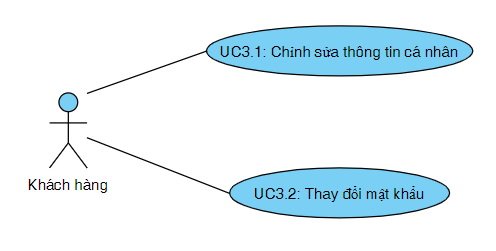 UC3.1: Chỉnh sửa thông tin cá nhân
Khách hàng
UC3.2: Thay đổi mật khẩu